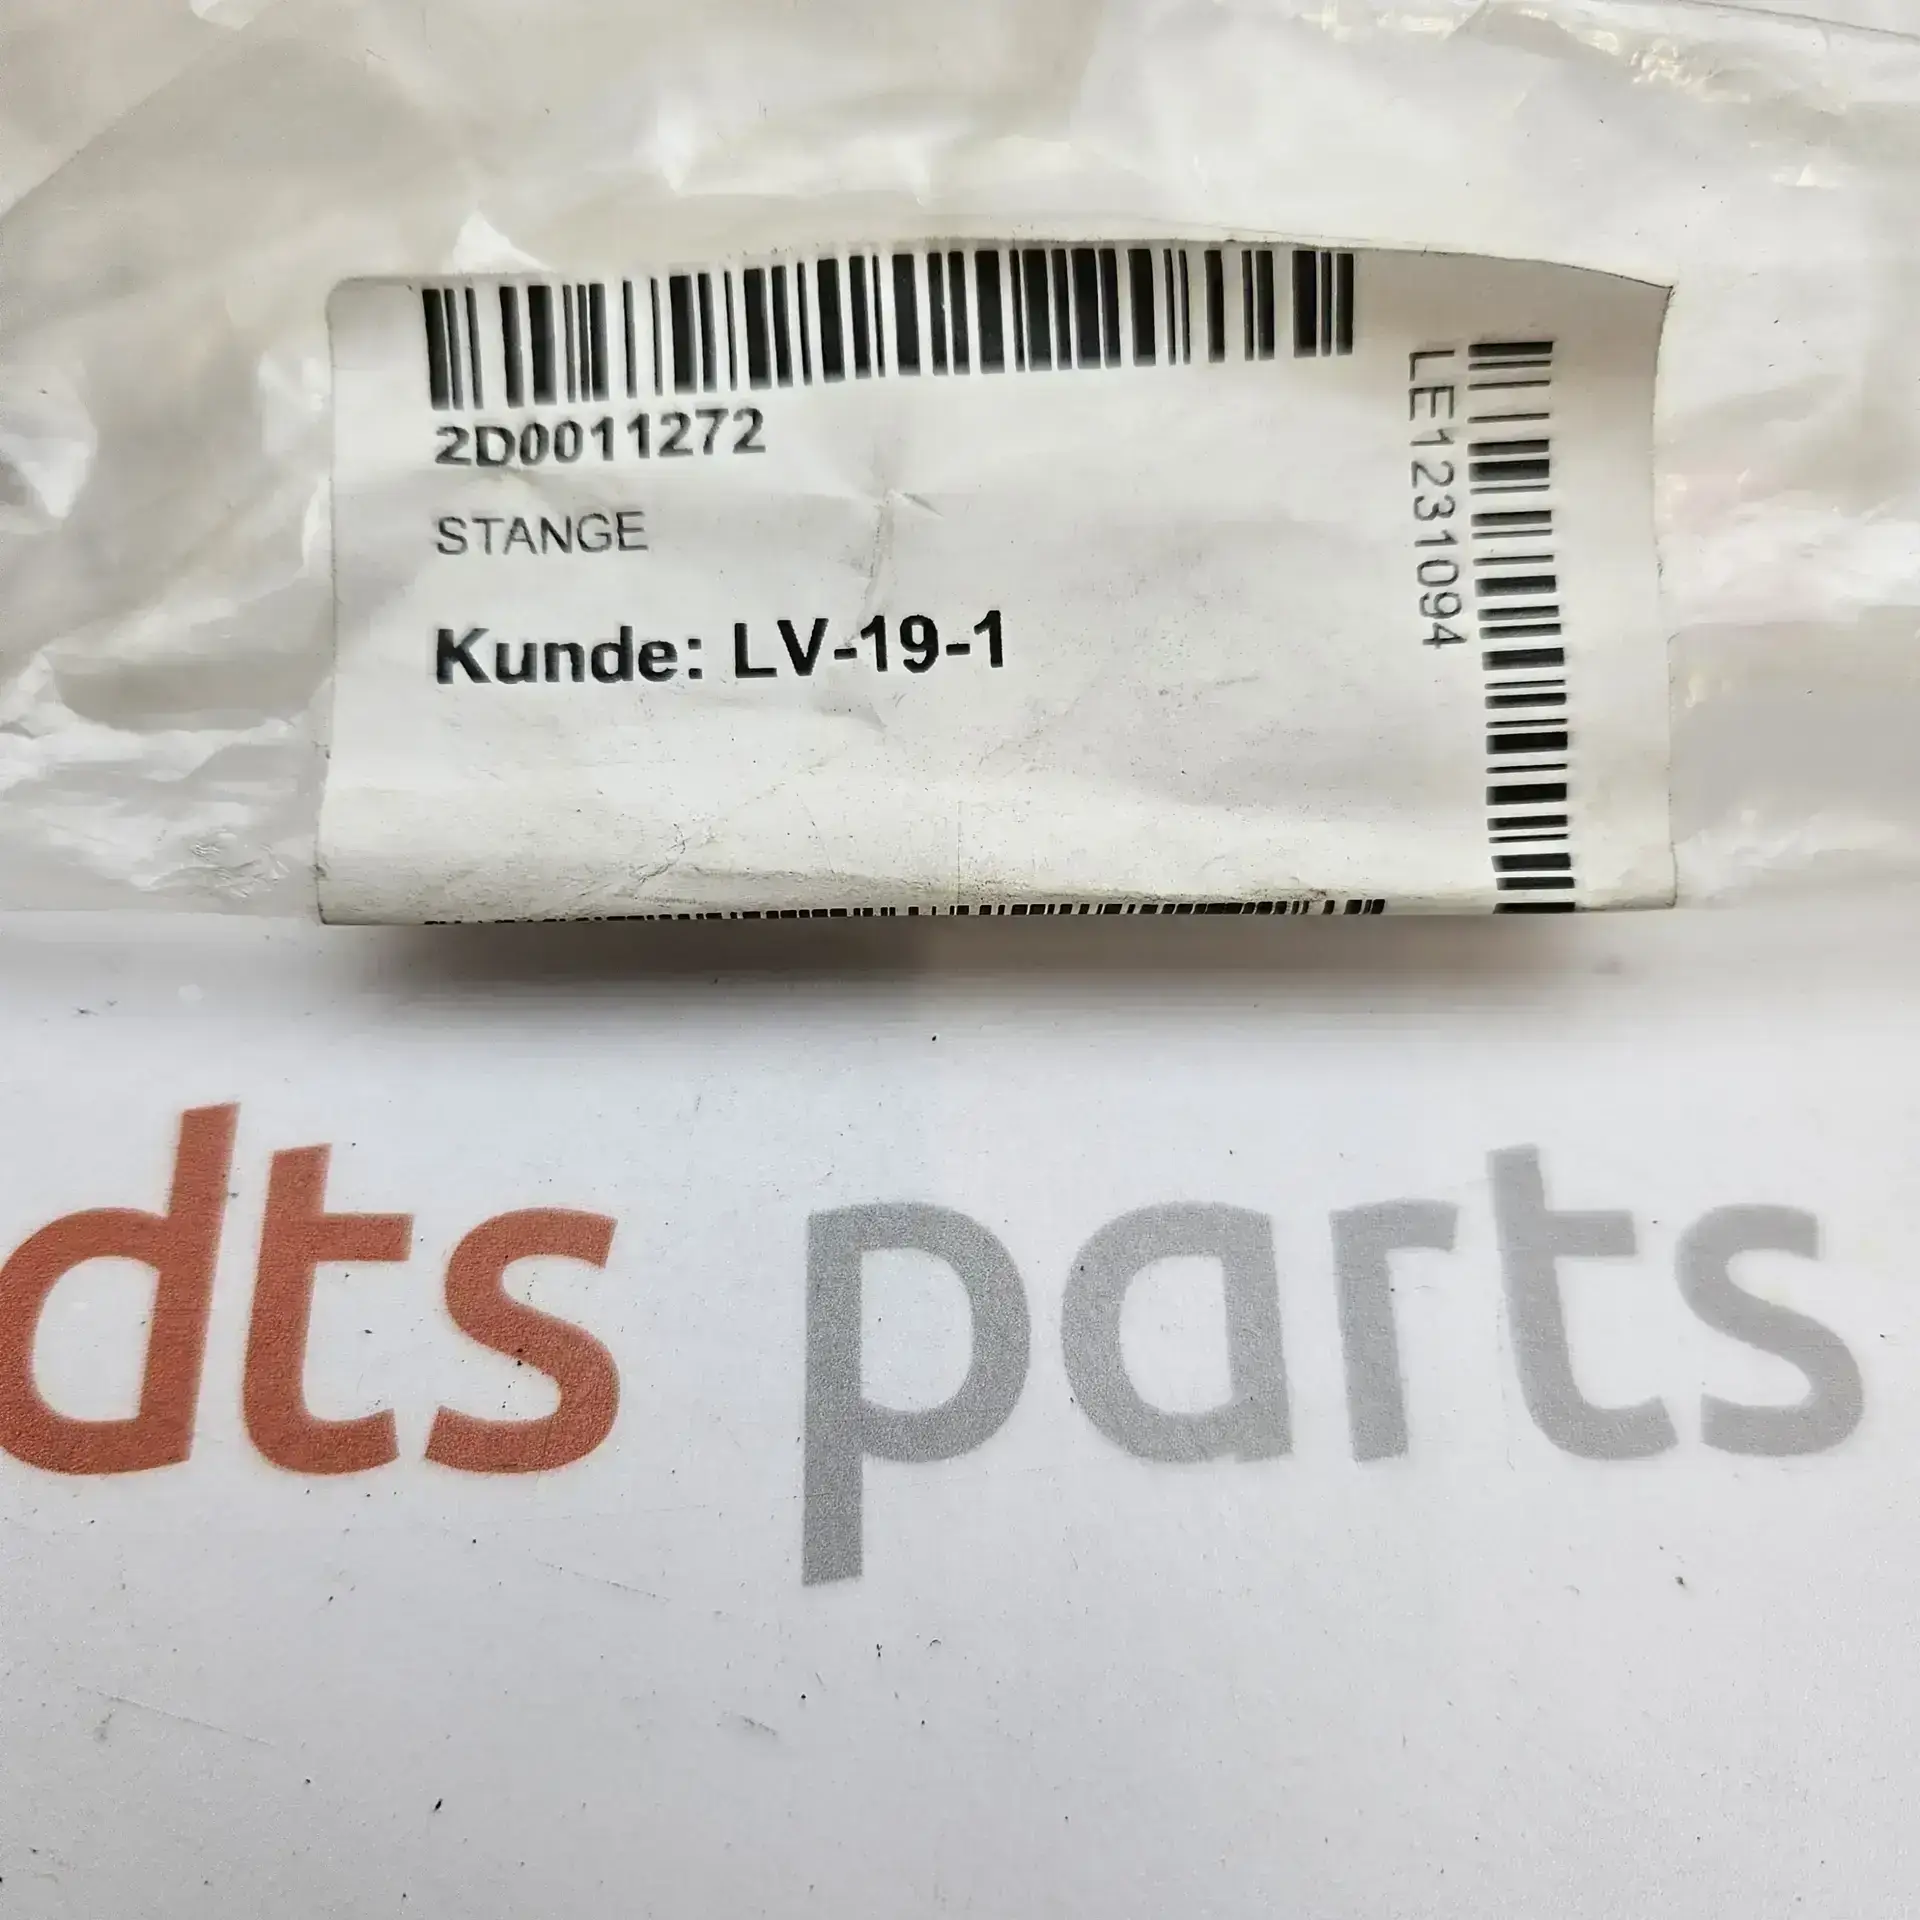 2D0011272
STANGE
Kunde: LV-19-1
LE1231094
dts parts